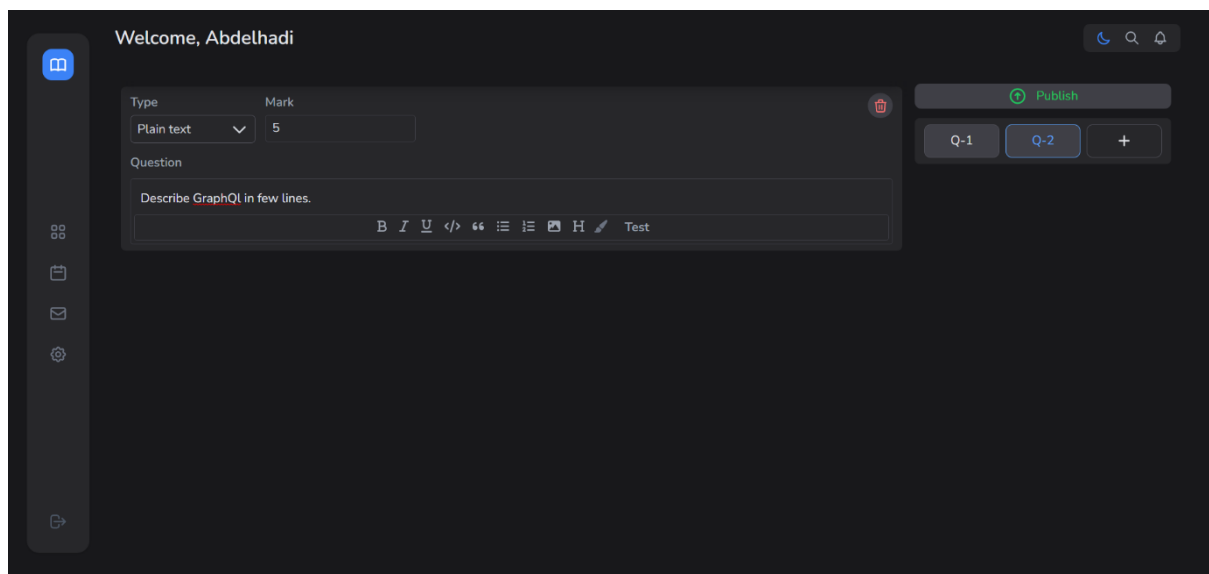 Welcome, Abdelhadi
Type Mark
Publish
Plain text 5
Q-1 Q-2 +
Question
Describe GraphQl in few lines.
B I U </> “ H Test